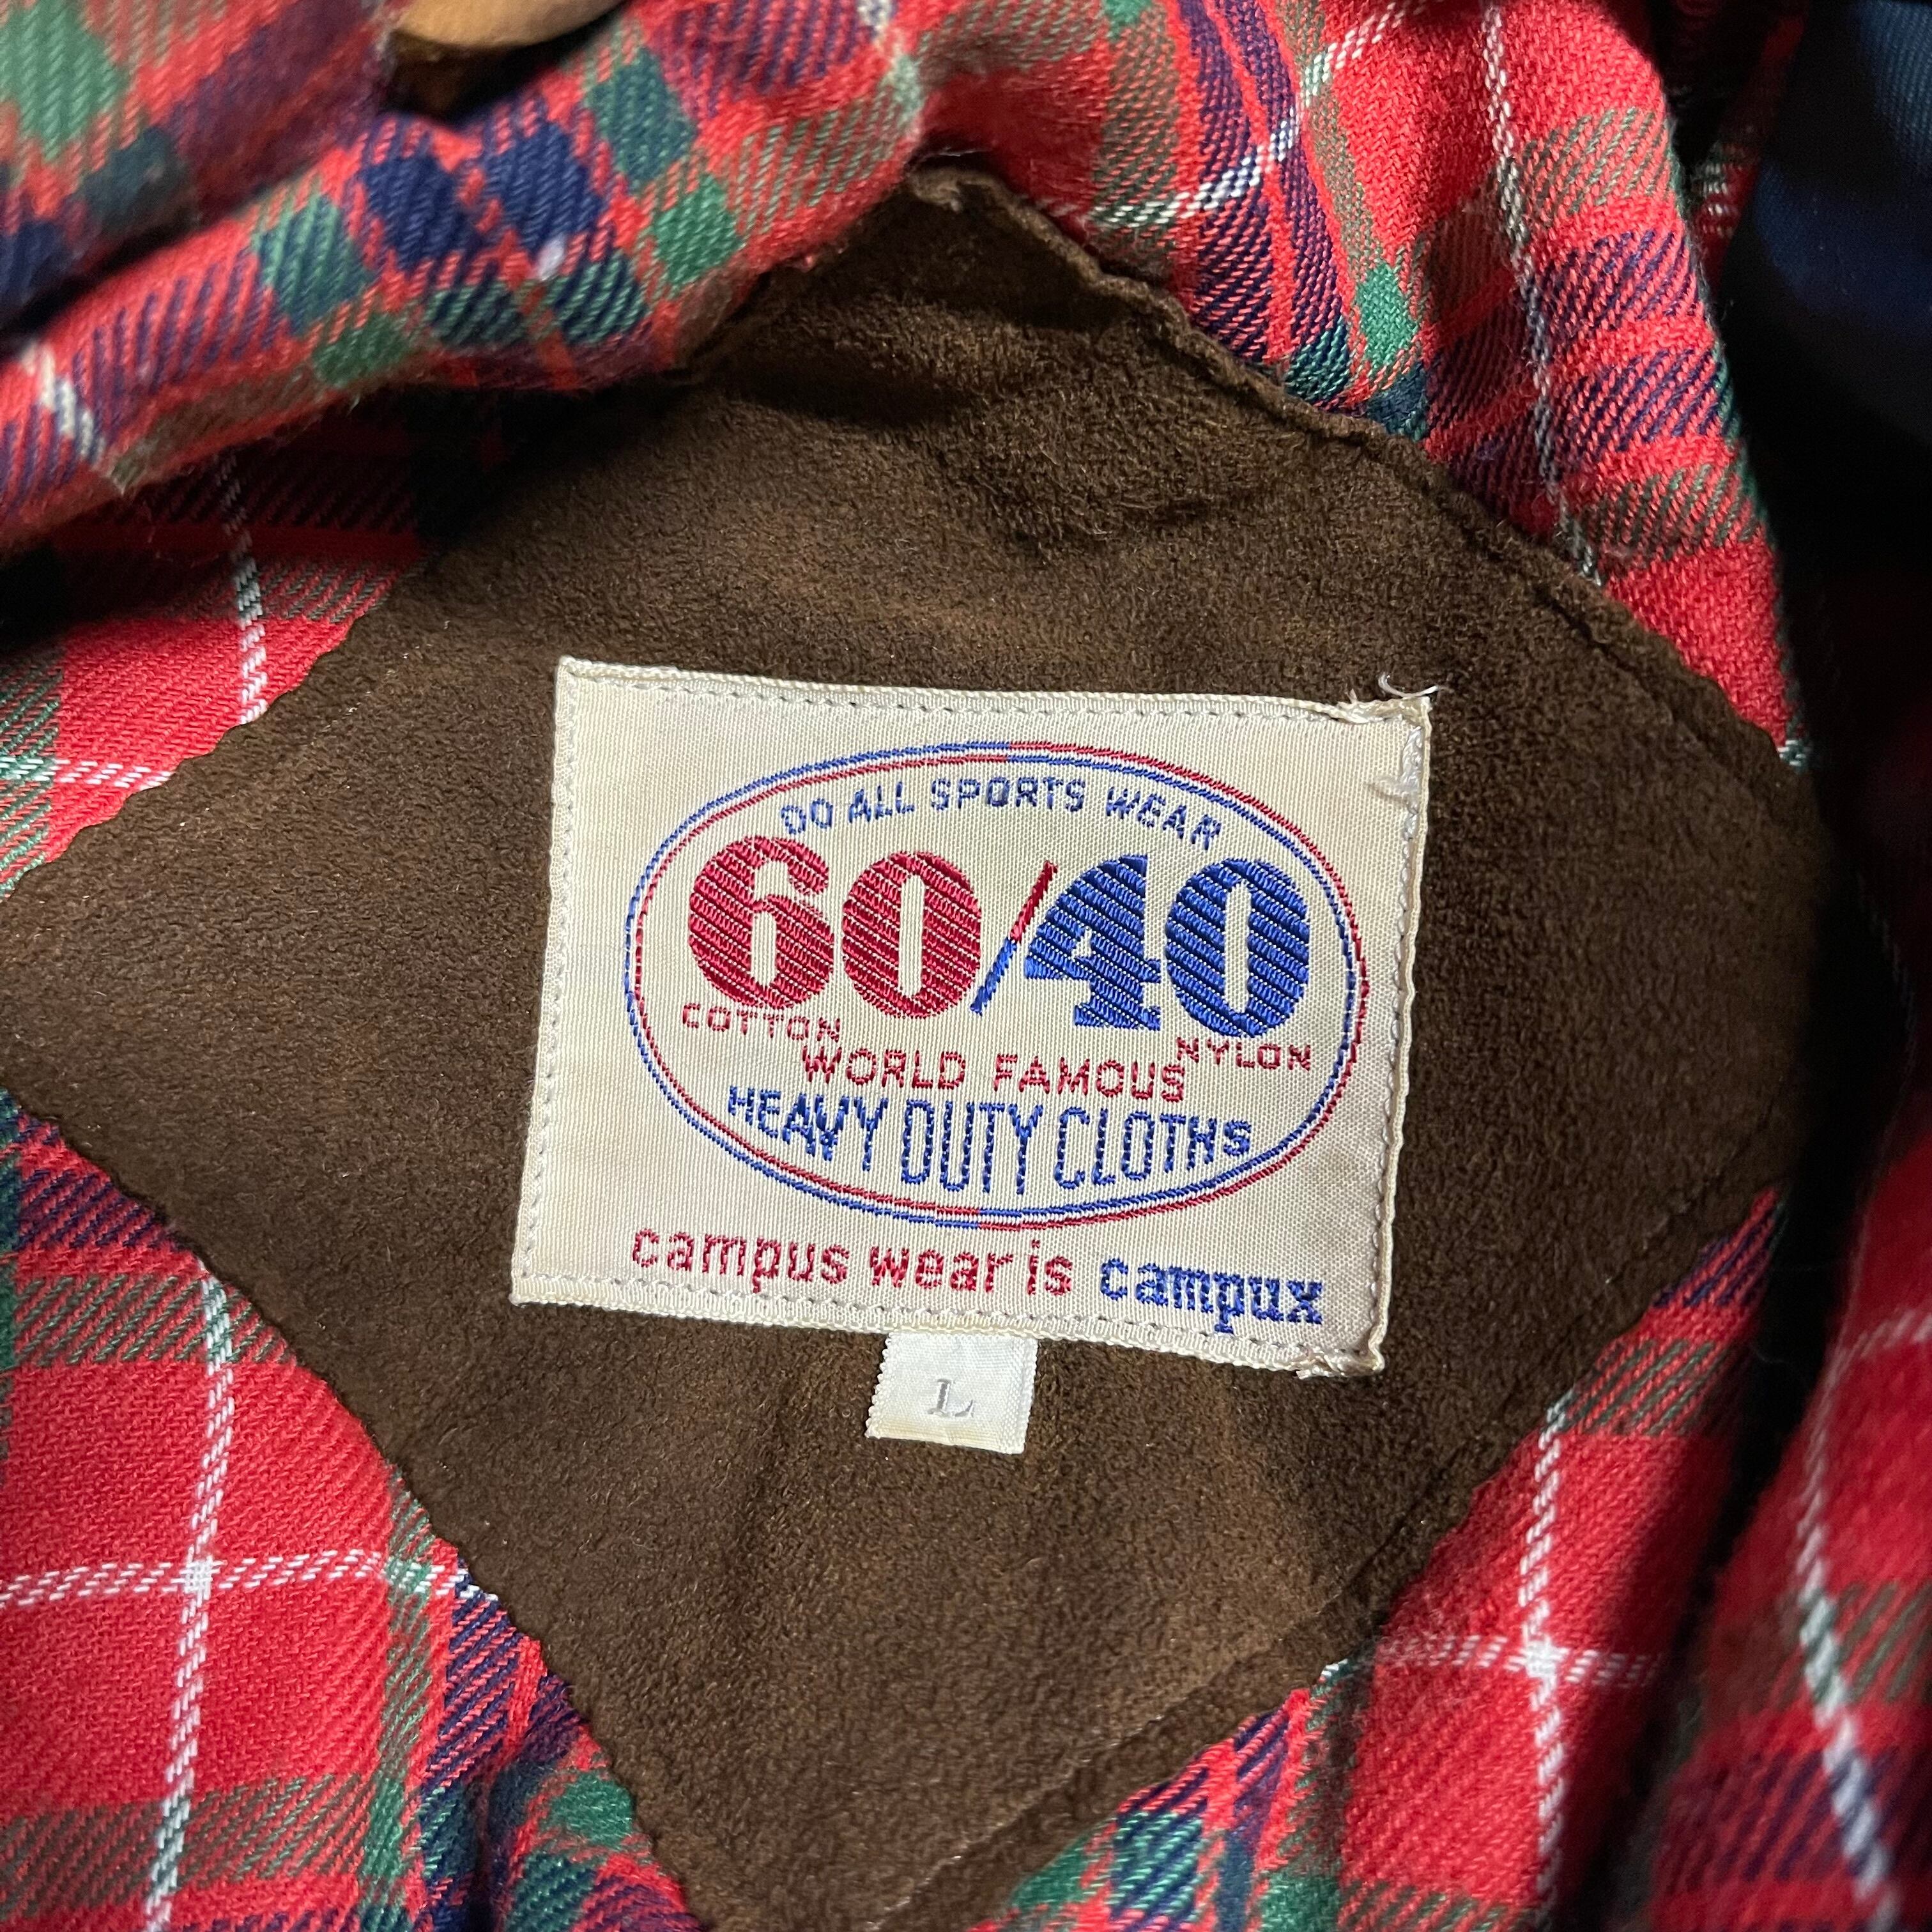 DO ALL SPORTS WEAR
60/40
COTTON NYLON
WORLD FAMOUS
HEAVY DUTY CLOTHS
campus wear is campux
L